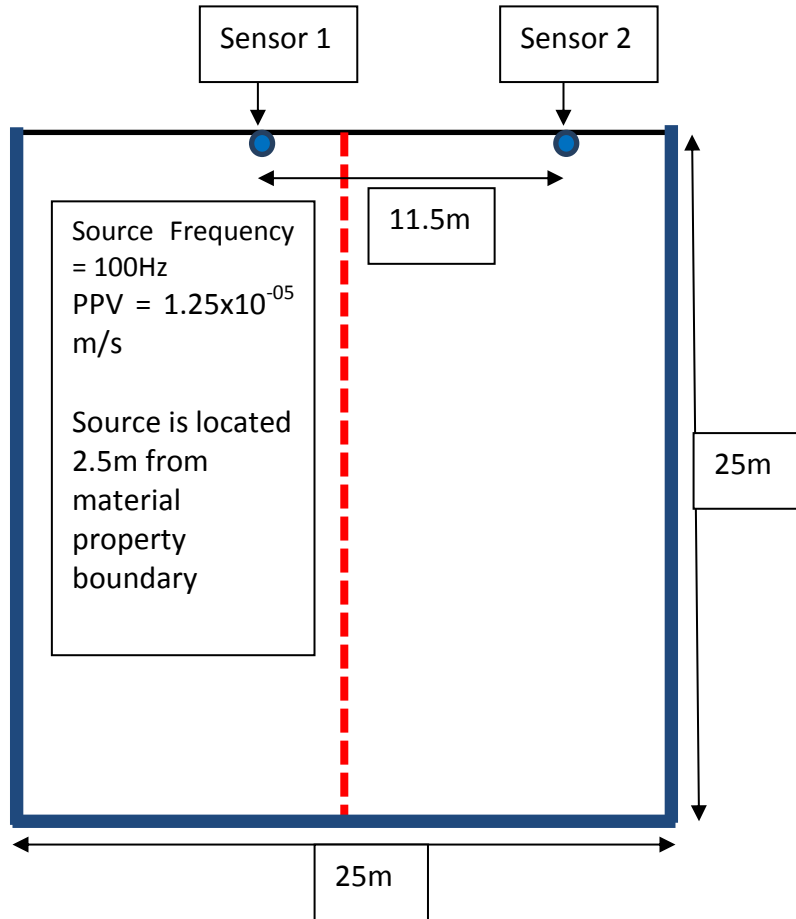 Sensor 1
Sensor 2
11.5m
Source Frequency
= 100Hz
PPV = 1.25x10⁻⁰⁵
m/s
Source is located
2.5m from
material
property
boundary
25m
25m